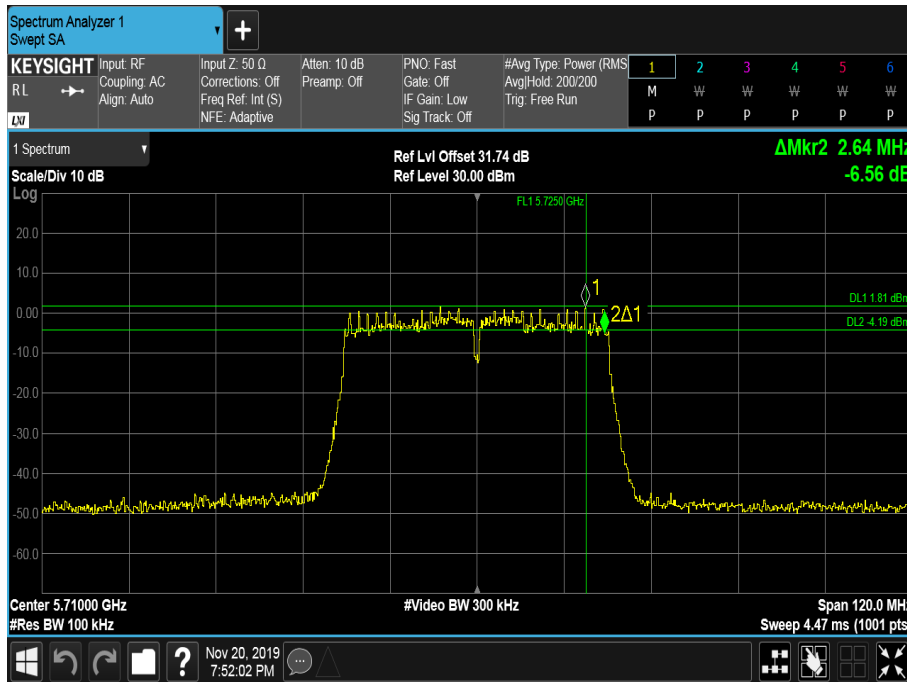 Spectrum Analyzer 1
Swept SA
KEYSIGHT
RL
LXI
Input: RF
Coupling: AC
Align: Auto
Input Z: 50 Ω
Corrections: Off
Freq Ref: Int (S)
NFE: Adaptive
Atten: 10 dB
Preamp: Off
PNO: Fast
Gate: Off
IF Gain: Low
Sig Track: Off
#Avg Type: Power (RMS
Avg|Hold: 200/200
Trig: Free Run
1 2 3 4 5 6
M W W W W W
P P P P P P
1 Spectrum
Scale/Div 10 dB
Ref Lvl Offset 31.74 dB
Ref Level 30.00 dBm
ΔMkr2 2.64 MHz
-6.56 dB
Log
FL1 5.7250 GHz
20.0
10.0
1
DL1 1.81 dBm
0.00
2Δ1
DL2 -4.19 dBm
-10.0
-20.0
-30.0
-40.0
-50.0
-60.0
Center 5.71000 GHz
#Video BW 300 kHz
Span 120.0 MHz
#Res BW 100 kHz
Sweep 4.47 ms (1001 pts
?
Nov 20, 2019
7:52:02 PM